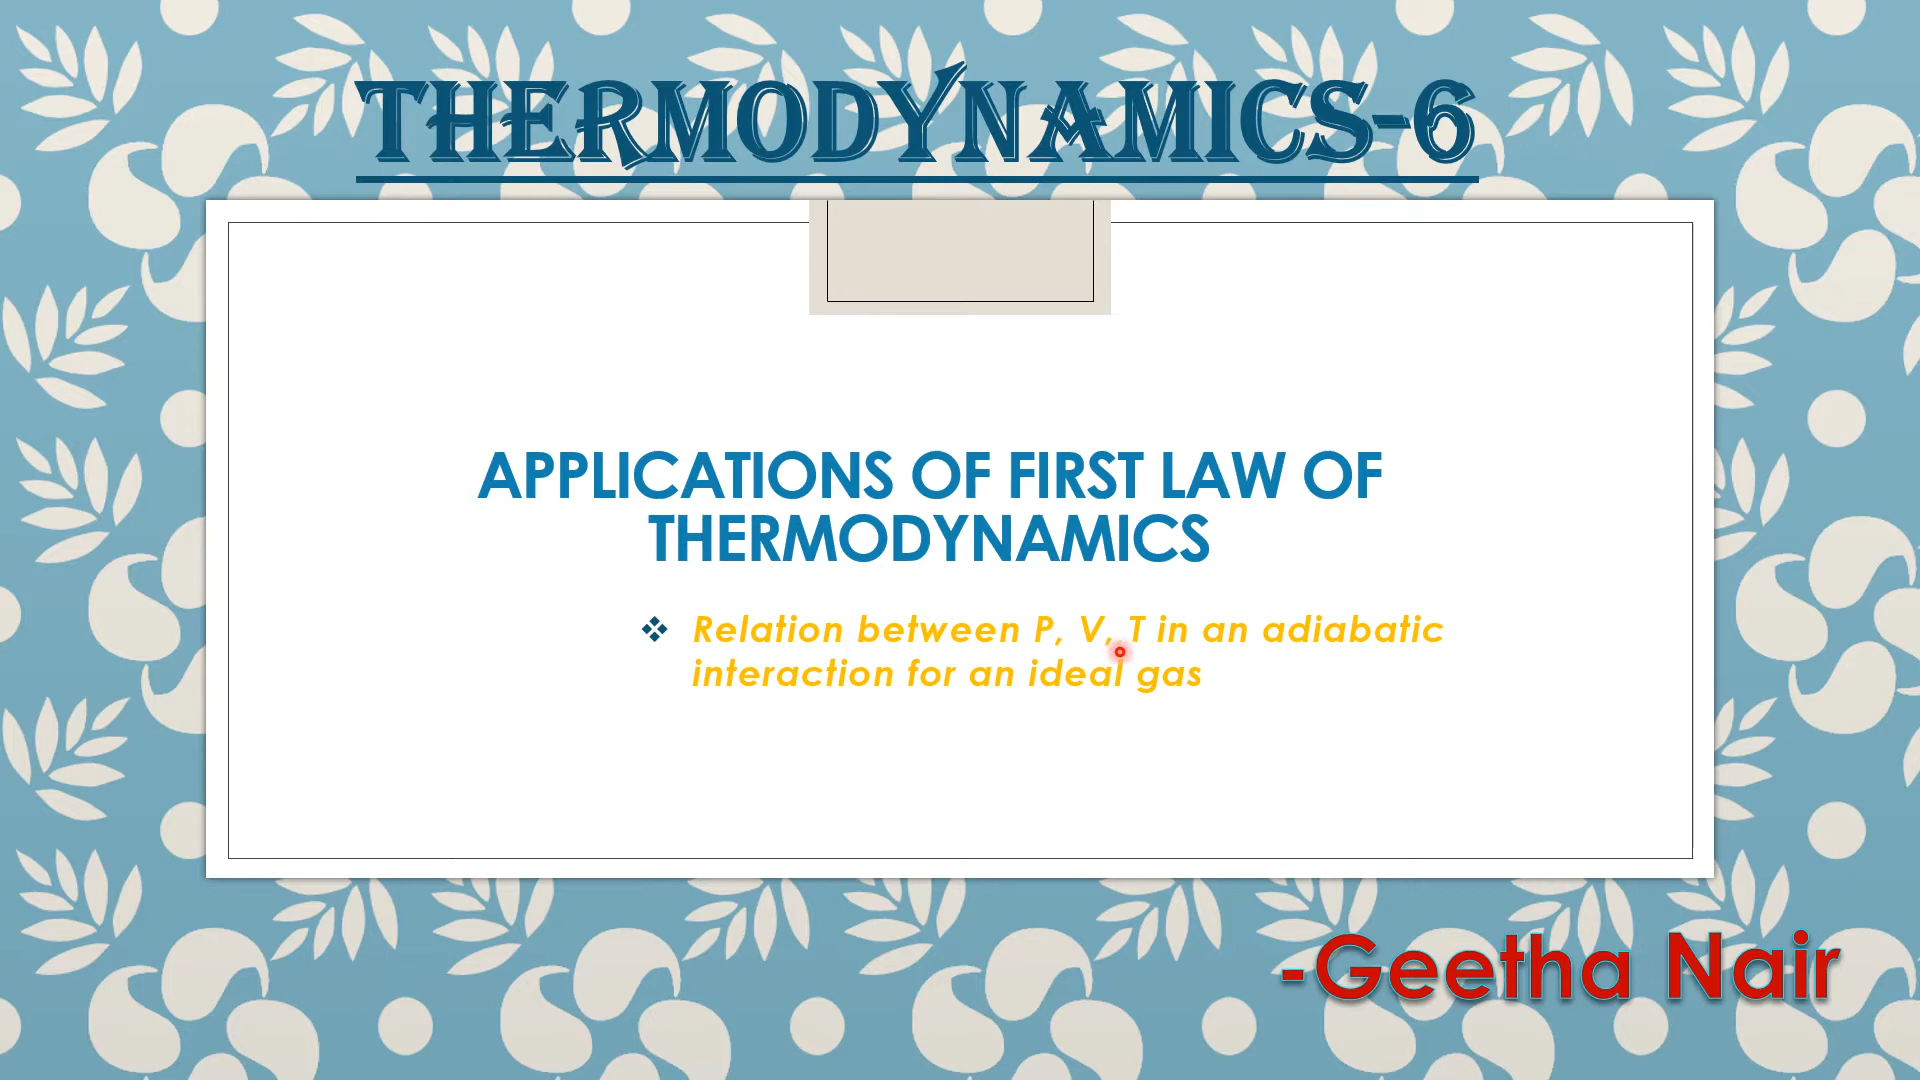 THERMODYNAMICS-6
APPLICATIONS OF FIRST LAW OF
THERMODYNAMICS
❖ Relation between P, V, T in an adiabatic
interaction for an ideal gas
-Geetha Nair